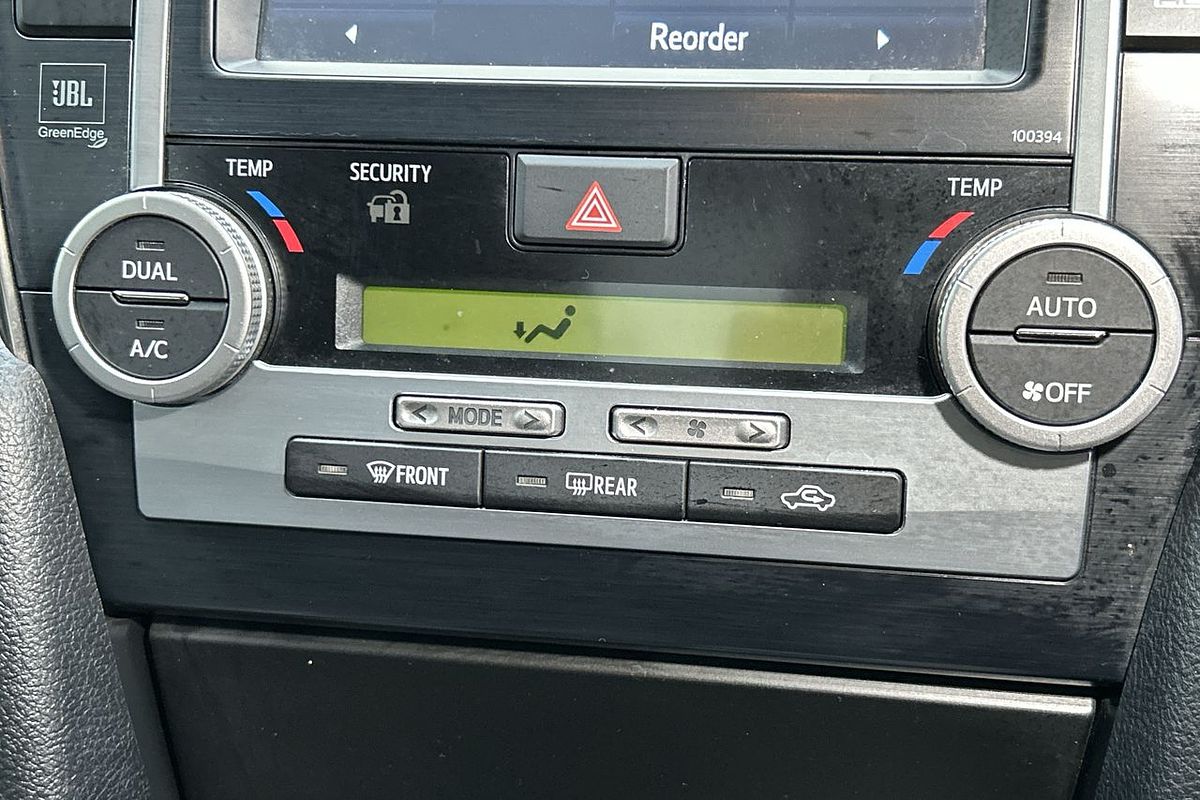 Reorder
JBL
GreenEdge
100394
TEMP
SECURITY
TEMP
DUAL
A/C
AUTO
OFF
< MODE >
< >
FRONT
REAR